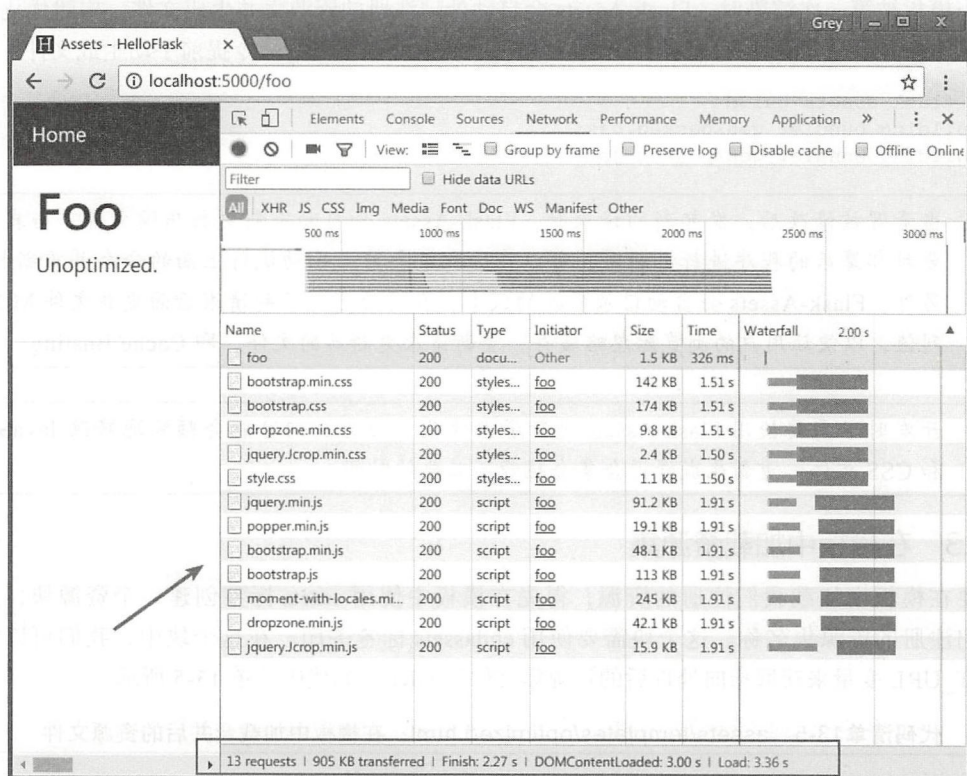 Grey
Assets - HelloFlask
localhost:5000/foo
Home
Elements Console Sources Network Performance Memory Application
View: Group by frame Preserve log Disable cache Offline Online
Filter Hide data URLs
All XHR JS CSS Img Media Font Doc WS Manifest Other
500 ms 1000 ms 1500 ms 2000 ms 2500 ms 3000 ms
Foo
Unoptimized.
Name Status Type Initiator Size Time Waterfall 2.00 s
foo 200 docu... Other 1.5 KB 326 ms
bootstrap.min.css 200 styles... foo 142 KB 1.51 s
bootstrap.css 200 styles... foo 174 KB 1.51 s
dropzone.min.css 200 styles... foo 9.8 KB 1.51 s
jquery.Jcrop.min.css 200 styles... foo 2.4 KB 1.50 s
style.css 200 styles... foo 1.1 KB 1.50 s
jquery.min.js 200 script foo 91.2 KB 1.91 s
popper.min.js 200 script foo 19.1 KB 1.91 s
bootstrap.min.js 200 script foo 48.1 KB 1.91 s
bootstrap.js 200 script foo 113 KB 1.91 s
moment-with-locales.mi... 200 script foo 245 KB 1.91 s
dropzone.min.js 200 script foo 42.1 KB 1.91 s
jquery.Jcrop.min.js 200 script foo 15.9 KB 1.91 s
13 requests | 905 KB transferred | Finish: 2.27 s | DOMContentLoaded: 3.00 s | Load: 3.36 s